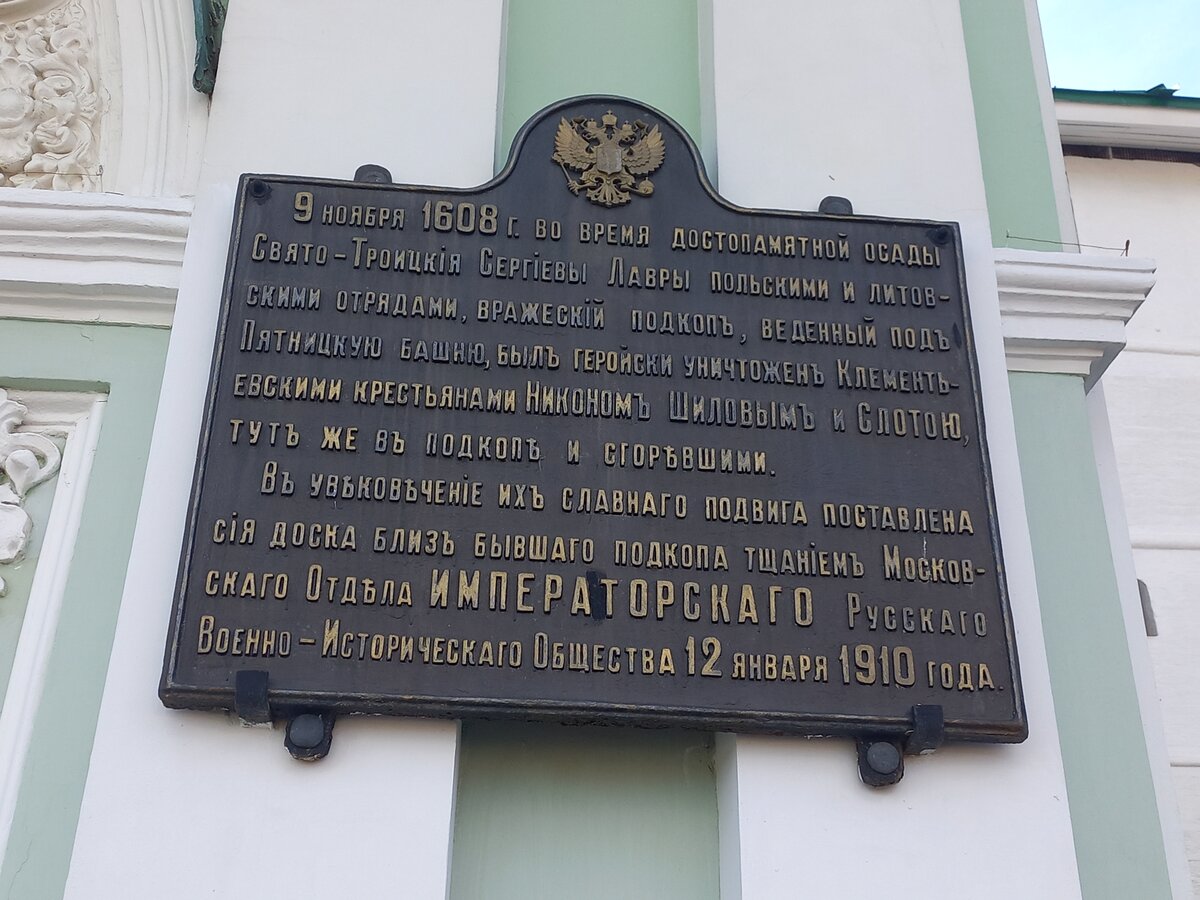 9 ноября 1608 г. во время достопамятной осады
Свято-Троицкія Сергіевы Лавры польскими и литов-
скими отрядами, вражескій подкопъ, веденный подъ
Пятницкую башню, былъ геройски уничтоженъ Клементь-
евскими крестьянами Никономъ Шиловымъ и Слотою,
тутъ же въ подкопѣ и сгорѣвшими.
Въ увѣковѣченіе ихъ славнаго подвига поставлена
сія доска близъ бывшаго подкопа тщаніемъ Москов-
скаго Отдѣла ИМПЕРАТОРСКАГО Русскаго
Военно-Историческаго Общества 12 января 1910 года.